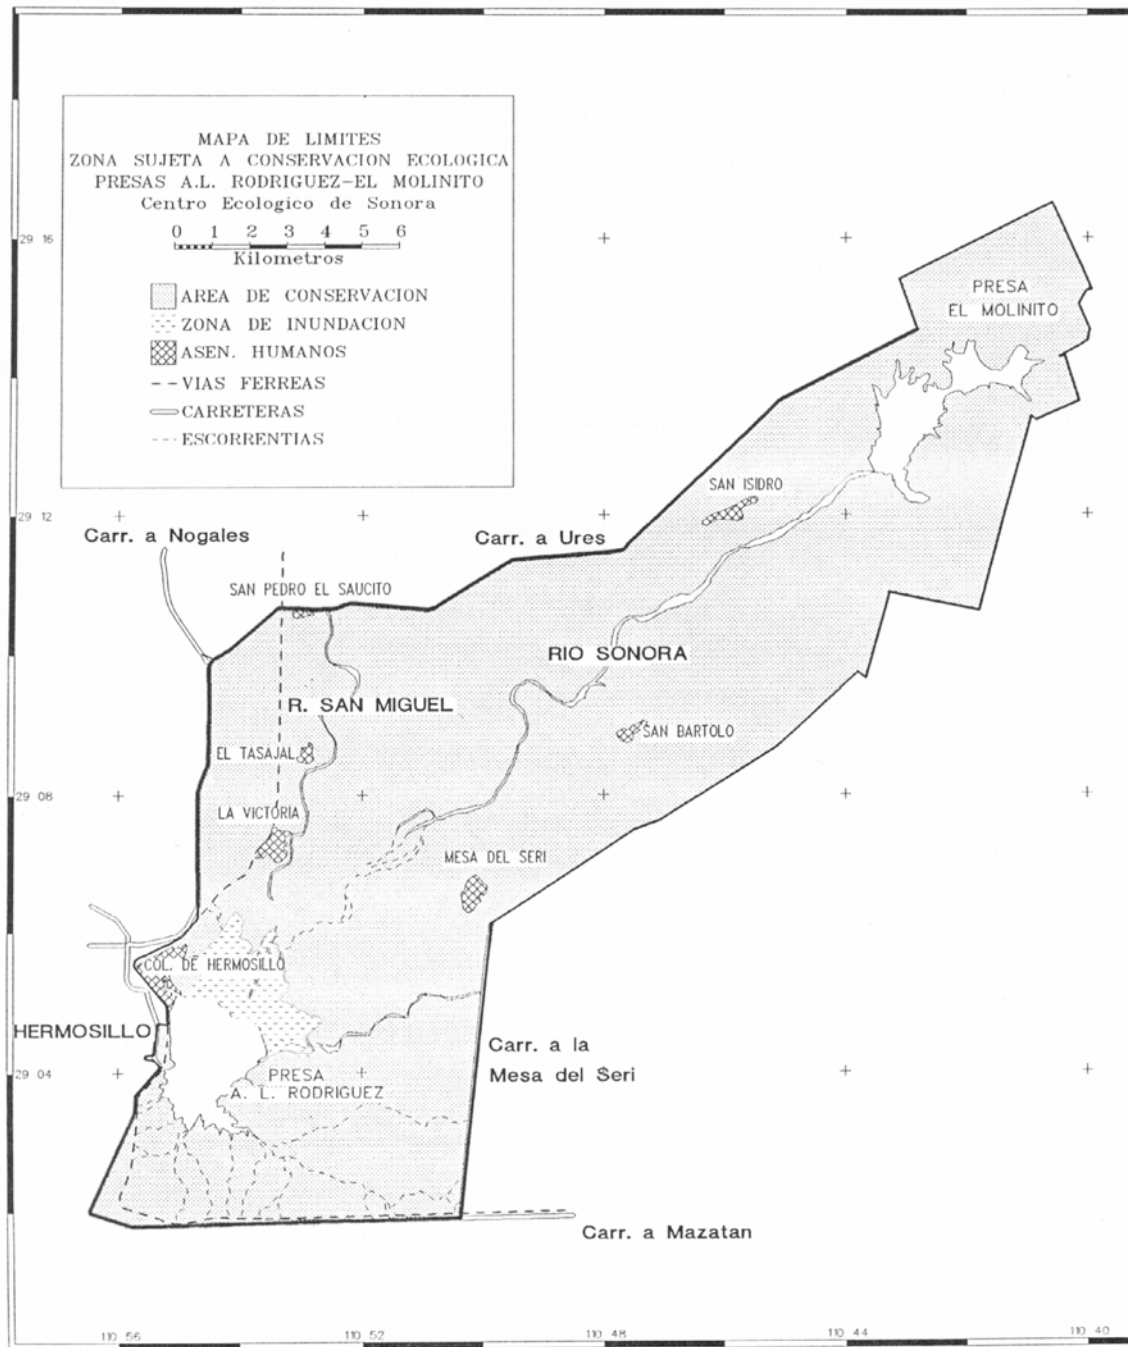 MAPA DE LIMITES
ZONA SUJETA A CONSERVACION ECOLOGICA
PRESAS A.L. RODRIGUEZ-EL MOLINITO
Centro Ecologico de Sonora
0 1 2 3 4 5 6
Kilometros
AREA DE CONSERVACION
ZONA DE INUNDACION
ASEN. HUMANOS
VIAS FERREAS
CARRETERAS
ESCORRENTIAS
29 16
PRESA
EL MOLINITO
SAN ISIDRO
29 12
Carr. a Nogales
Carr. a Ures
SAN PEDRO EL SAUCITO
RIO SONORA
R. SAN MIGUEL
SAN BARTOLO
EL TASAJAL
29 08
LA VICTORIA
MESA DEL SERI
COL. DE HERMOSILLO
HERMOSILLO
Carr. a la
Mesa del Seri
29 04
PRESA
A. L. RODRIGUEZ
Carr. a Mazatan
110 56
110 52
110 48
110 44
110 40